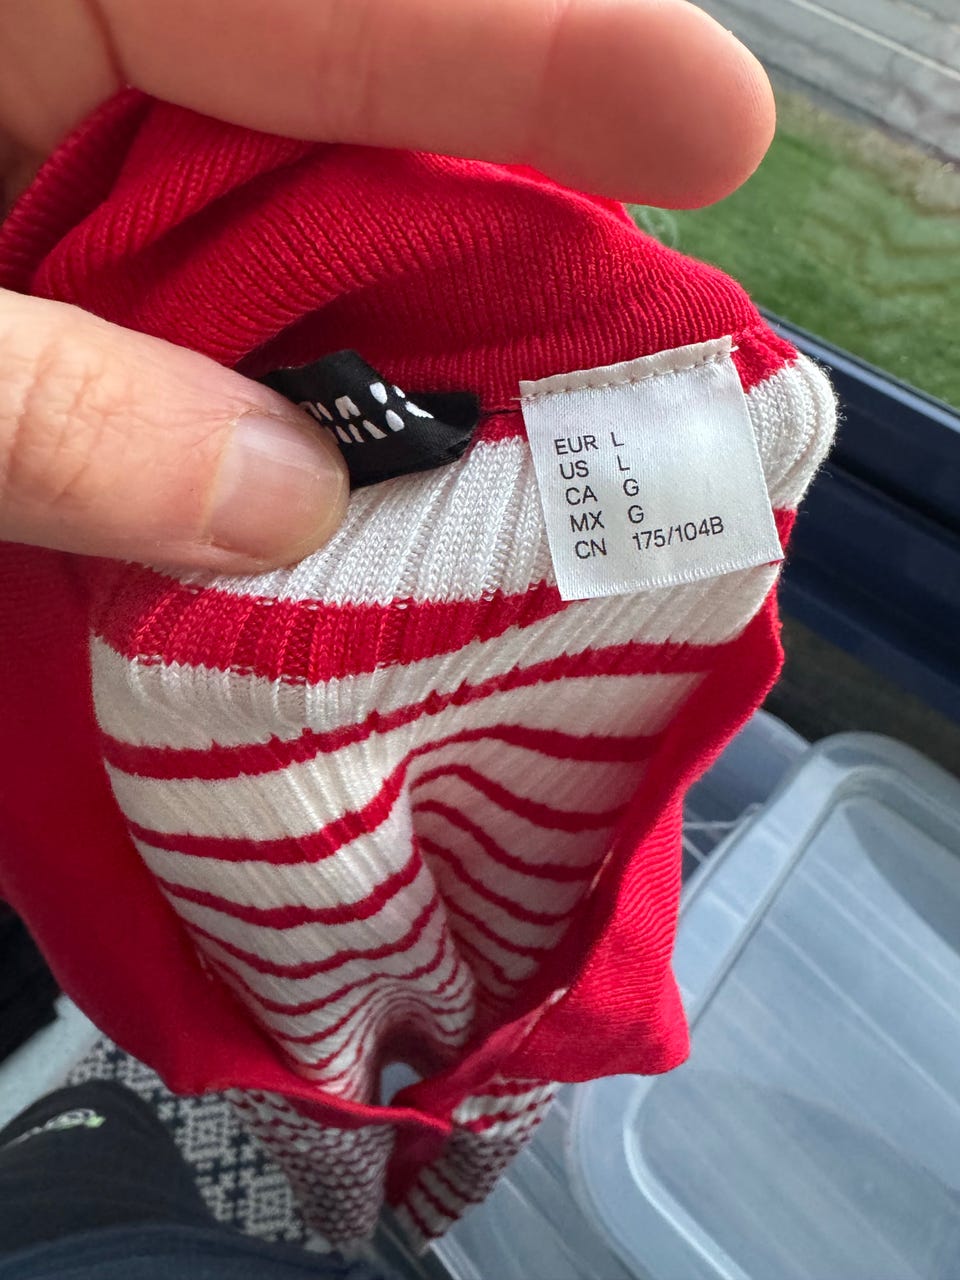 EUR L
US L
CA G
MX G
CN 175/104B